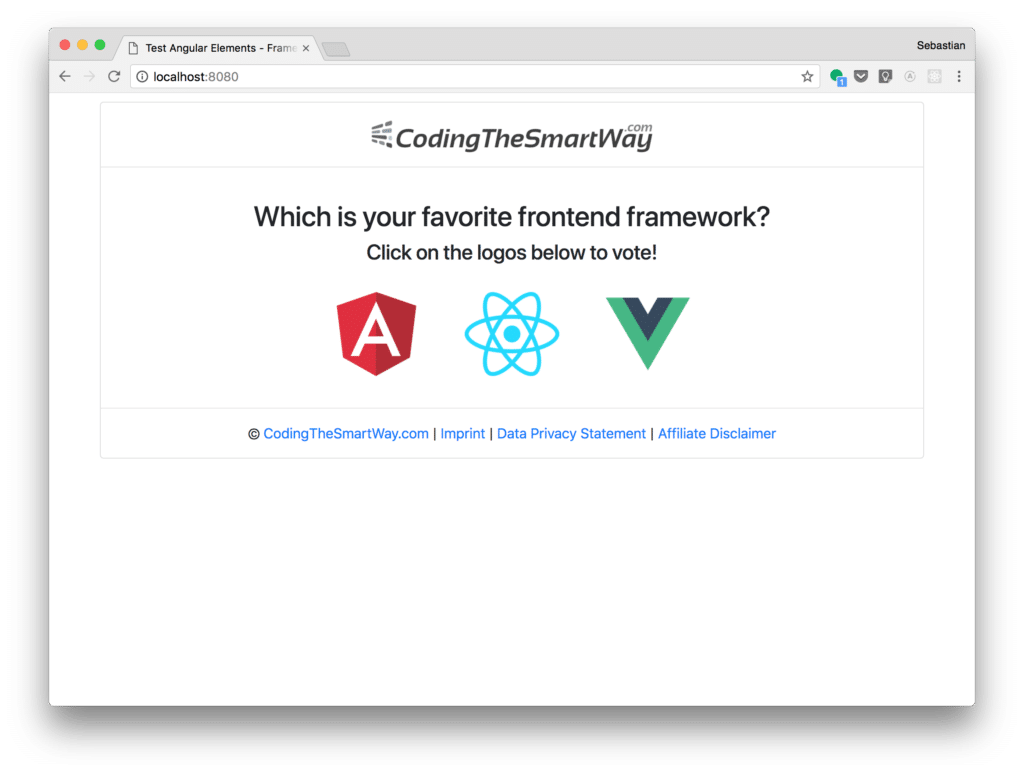 Test Angular Elements - Frame
Sebastian
localhost:8080
1
A
CodingTheSmartWay.com
Which is your favorite frontend framework?
Click on the logos below to vote!
A
© CodingTheSmartWay.com | Imprint | Data Privacy Statement | Affiliate Disclaimer